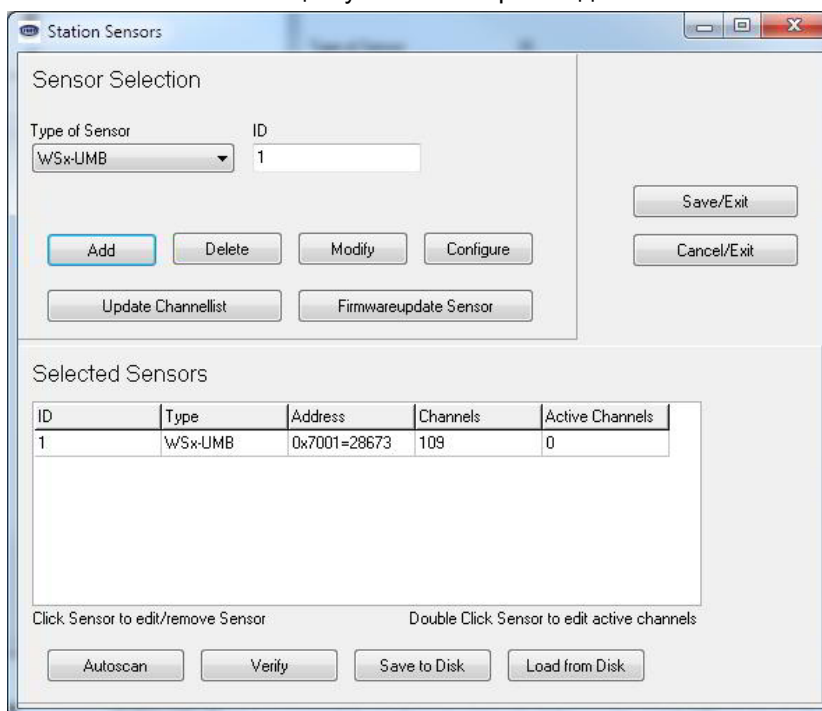 Station Sensors
Sensor Selection
Type of Sensor
ID
WSx-UMB
1
Save/Exit
Add
Delete
Modify
Configure
Cancel/Exit
Update Channellist
Firmwareupdate Sensor
Selected Sensors
ID Type Address Channels Active Channels
1 WSx-UMB 0x7001=28673 109 0
Click Sensor to edit/remove Sensor
Double Click Sensor to edit active channels
Autoscan
Verify
Save to Disk
Load from Disk